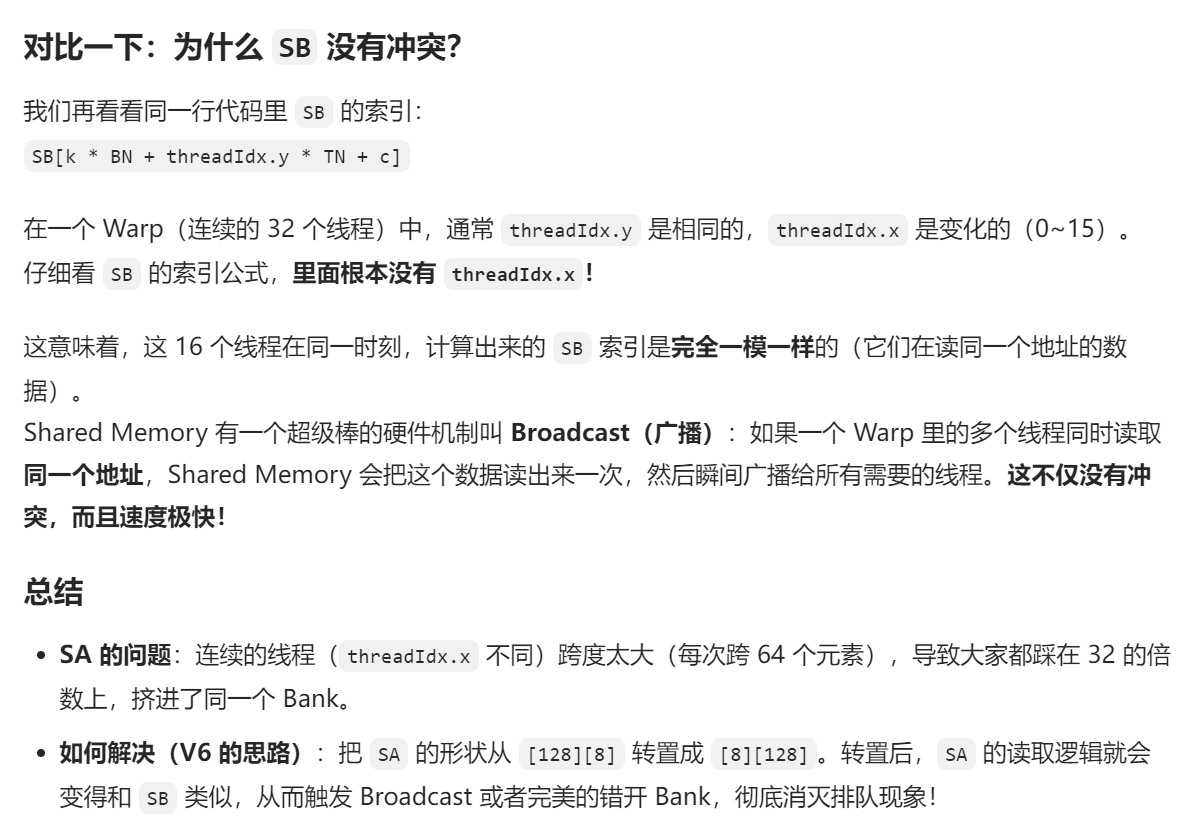 对比一下：为什么 SB 没有冲突？
我们再看看同一行代码里 SB 的索引：
SB[k * BN + threadIdx.y * TN + c]
在一个 Warp（连续的 32 个线程）中，通常 threadIdx.y 是相同的，threadIdx.x 是变化的（0~15）。
仔细看 SB 的索引公式，里面根本没有 threadIdx.x！
这意味着，这 16 个线程在同一时刻，计算出来的 SB 索引是完全一模一样的（它们在读同一个地址的数
据）。
Shared Memory 有一个超级棒的硬件机制叫 Broadcast（广播）：如果一个 Warp 里的多个线程同时读取
同一个地址，Shared Memory 会把这个数据读出来一次，然后瞬间广播给所有需要的线程。这不仅没有冲
突，而且速度极快！
总结
• SA 的问题：连续的线程（threadIdx.x 不同）跨度太大（每次跨 64 个元素），导致大家都踩在 32 的倍
数上，挤进了同一个 Bank。
• 如何解决（V6 的思路）：把 SA 的形状从 [128][8] 转置成 [8][128]。转置后，SA 的读取逻辑就会
变得和 SB 类似，从而触发 Broadcast 或者完美的错开 Bank，彻底消灭排队现象！